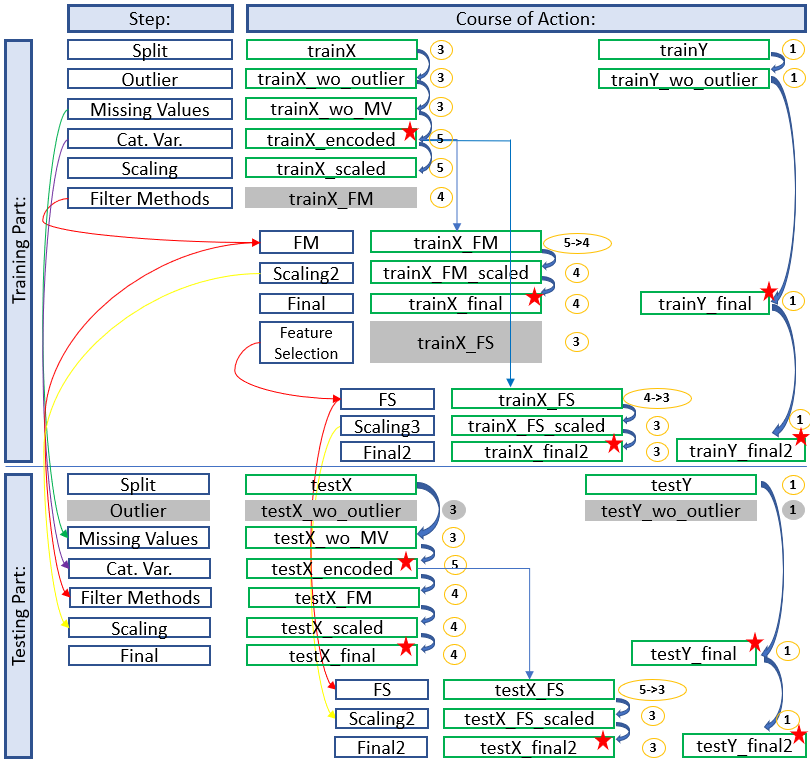 Step:
Course of Action:
Training Part:
Split
trainX
3
trainY
1
Outlier
trainX_wo_outlier
3
trainY_wo_outlier
1
Missing Values
trainX_wo_MV
3
Cat. Var.
trainX_encoded
5
Scaling
trainX_scaled
5
Filter Methods
trainX_FM
4
FM
trainX_FM
5->4
Scaling2
trainX_FM_scaled
4
Final
trainX_final
4
trainY_final
1
Feature
Selection
trainX_FS
3
FS
trainX_FS
4->3
Scaling3
trainX_FS_scaled
3
1
Final2
trainX_final2
3
trainY_final2
Testing Part:
Split
testX
testY
1
Outlier
testX_wo_outlier
3
testY_wo_outlier
1
Missing Values
testX_wo_MV
3
Cat. Var.
testX_encoded
5
Filter Methods
testX_FM
4
Scaling
testX_scaled
4
Final
testX_final
4
testY_final
1
FS
testX_FS
5->3
Scaling2
testX_FS_scaled
3
1
Final2
testX_final2
3
testY_final2